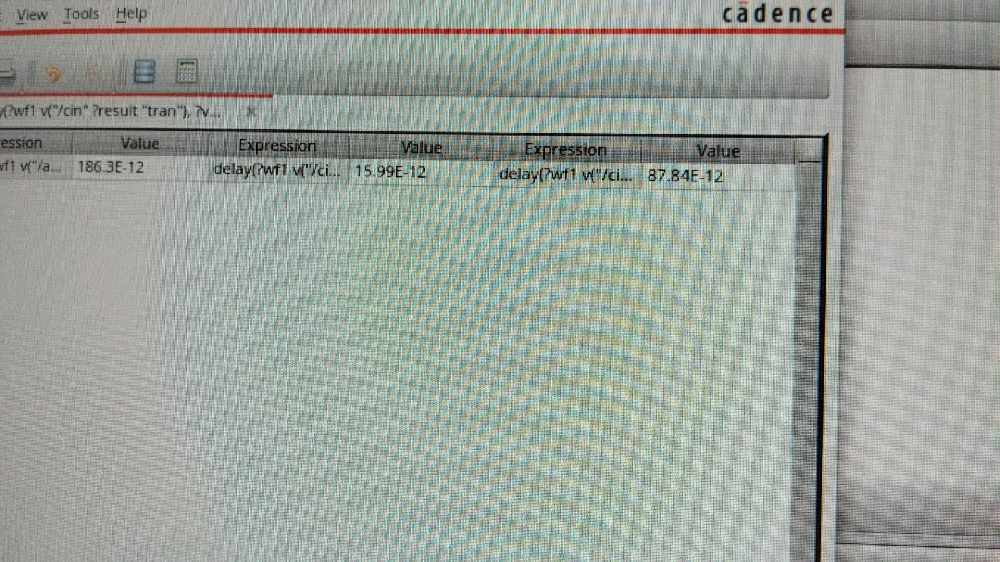 View Tools Help
cādence
(?wf1 v("/cin" ?result "tran"), ?v...
ession Value Expression Value Expression Value
vf1 v("/a... 186.3E-12 delay(?wf1 v("/ci... 15.99E-12 delay(?wf1 v("/ci... 87.84E-12